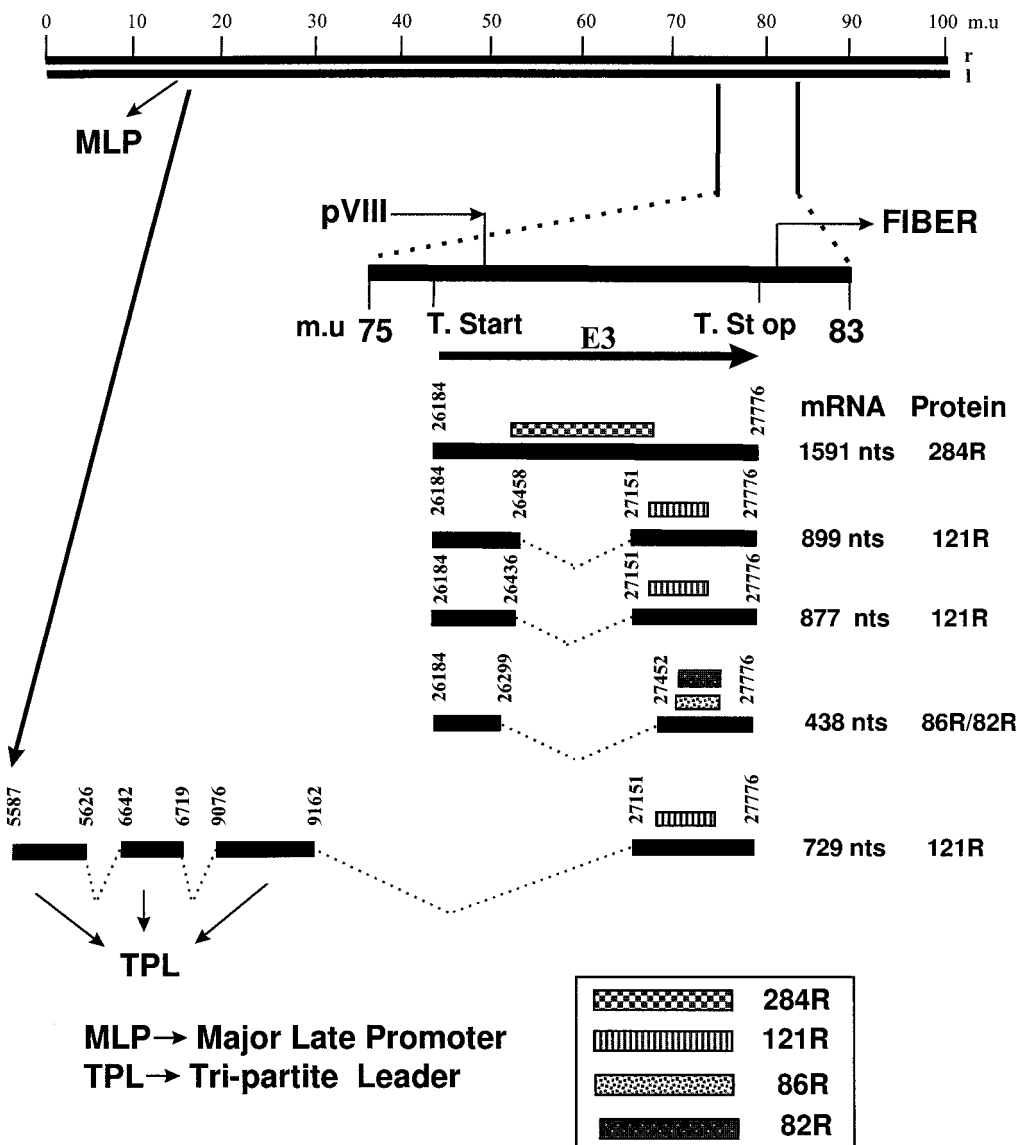 0 10 20 30 40 50 60 70 80 90 100 m.u
r
l
MLP
pVIII
FIBER
m.u 75 T. Start T. St op 83
E3
mRNA Protein
26184 27776
1591 nts 284R
26184 26458 27151 27776
899 nts 121R
26184 26436 27151 27776
877 nts 121R
26184 26299 27452 27776
438 nts 86R/82R
5587 5626 6642 6719 9076 9162 27151 27776
729 nts 121R
TPL
MLP→ Major Late Promoter
TPL→ Tri-partite Leader
284R
121R
86R
82R